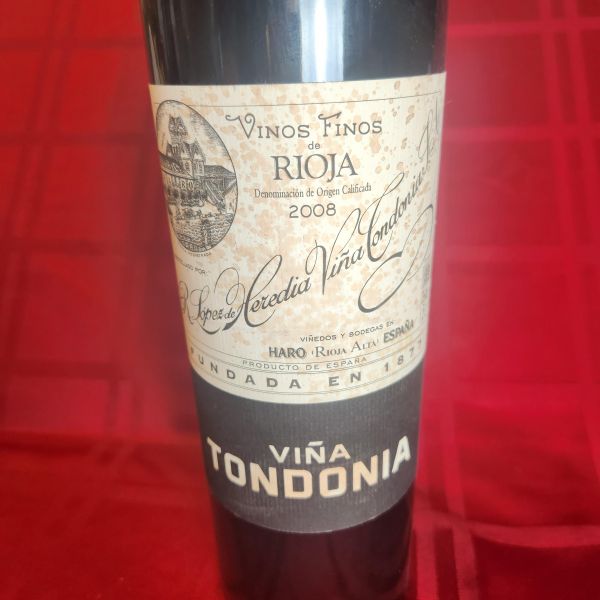 VINOS FINOS
de
RIOJA
Denominación de Origen Calificada
2008
R. López de Heredia Viña Tondonia
VIÑEDOS Y BODEGAS EN
HARO (RIOJA ALTA) ESPAÑA
PRODUCTO DE ESPAÑA
FUNDADA EN 1877
VIÑA
TONDONIA